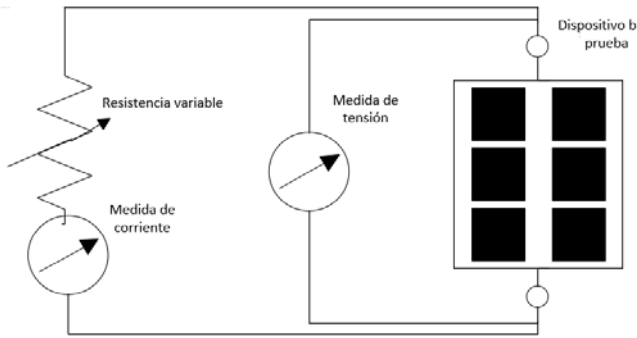 Dispositivo b
prueba
Resistencia variable
Medida de
tensión
Medida de
corriente